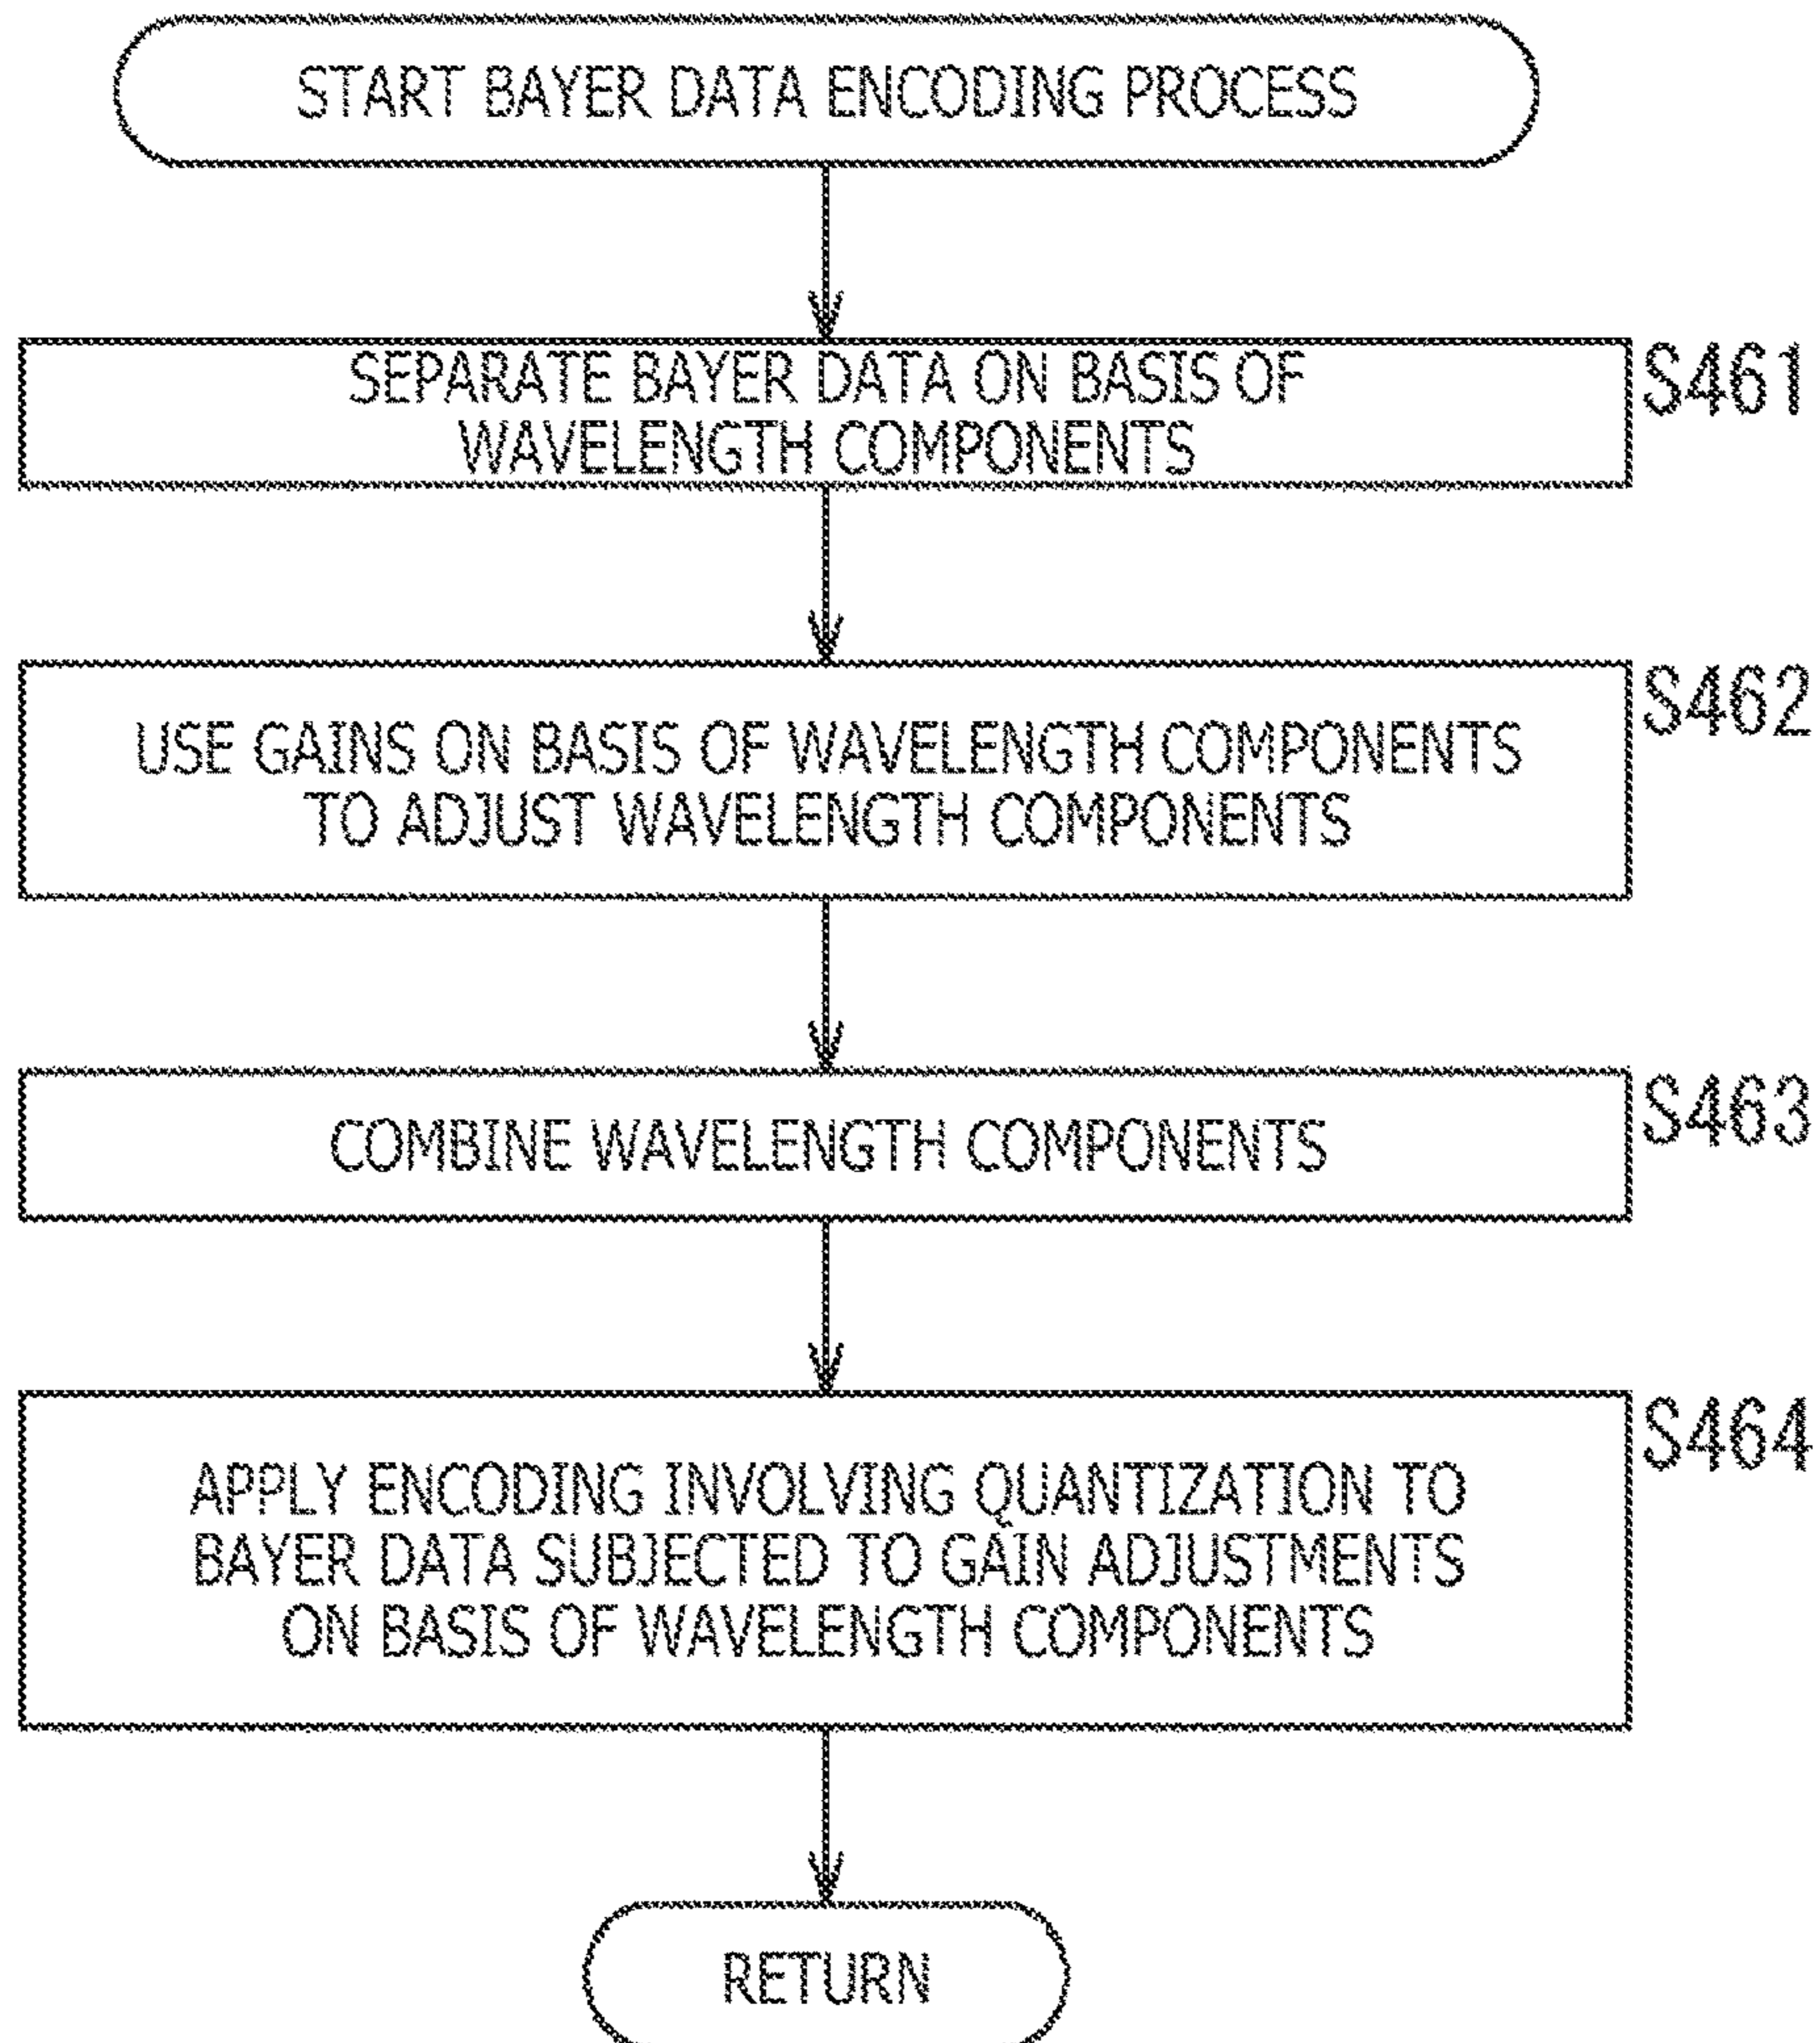 START BAYER DATA ENCODING PROCESS
SEPARATE BAYER DATA ON BASIS OF
WAVELENGTH COMPONENTS
S461
USE GAINS ON BASIS OF WAVELENGTH COMPONENTS
TO ADJUST WAVELENGTH COMPONENTS
S462
COMBINE WAVELENGTH COMPONENTS
S463
APPLY ENCODING INVOLVING QUANTIZATION TO
BAYER DATA SUBJECTED TO GAIN ADJUSTMENTS
ON BASIS OF WAVELENGTH COMPONENTS
S464
RETURN